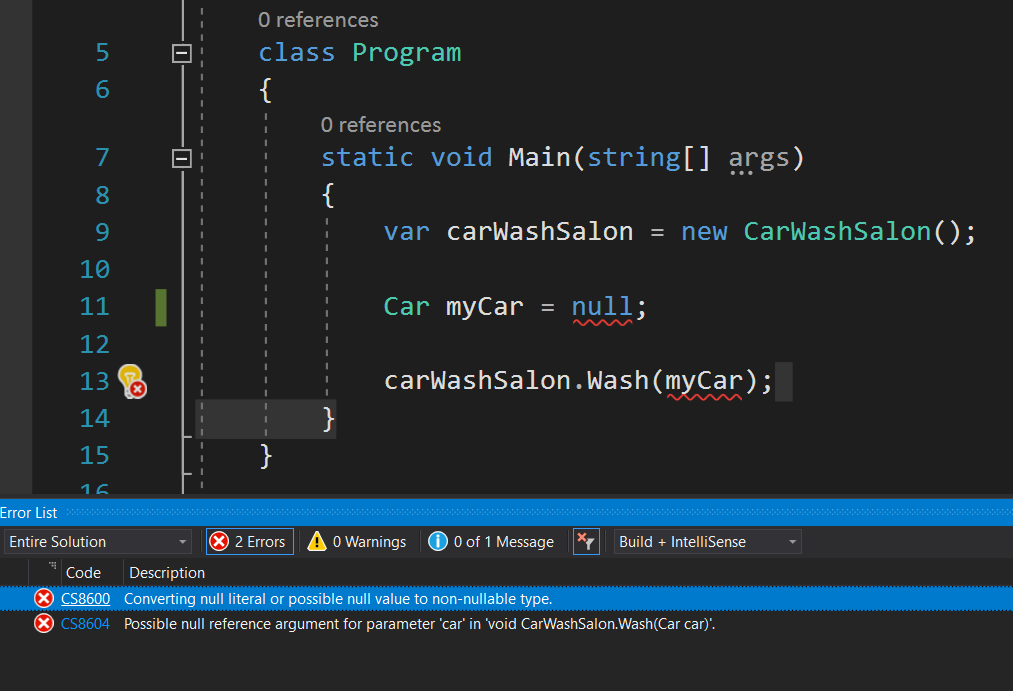 0 references
5 class Program
6 {
0 references
7 static void Main(string[] args)
8 {
9 var carWashSalon = new CarWashSalon();
10
11 Car myCar = null;
12
13 carWashSalon.Wash(myCar);
14 }
15 }
16
Error List
Entire Solution 2 Errors 0 Warnings 0 of 1 Message Build + IntelliSense
Code Description
CS8600 Converting null literal or possible null value to non-nullable type.
CS8604 Possible null reference argument for parameter 'car' in 'void CarWashSalon.Wash(Car car)'.